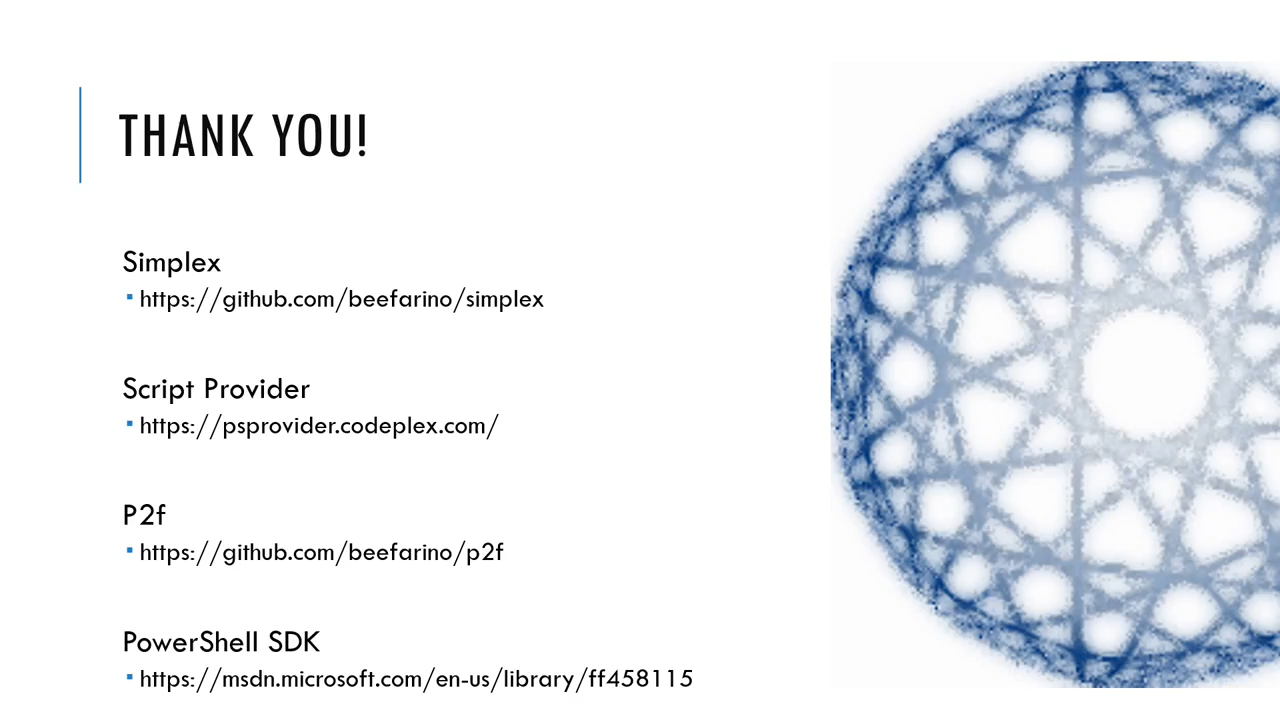 THANK YOU!
Simplex
▪ https://github.com/beefarino/simplex
Script Provider
▪ https://psprovider.codeplex.com/
P2f
▪ https://github.com/beefarino/p2f
PowerShell SDK
▪ https://msdn.microsoft.com/en-us/library/ff458115